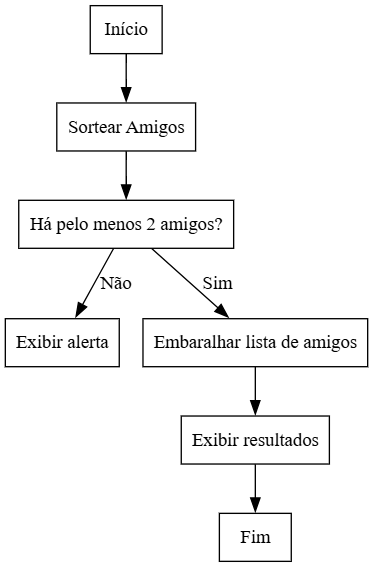 Início
Sortear Amigos
Há pelo menos 2 amigos?
Não
Sim
Exibir alerta
Embaralhar lista de amigos
Exibir resultados
Fim